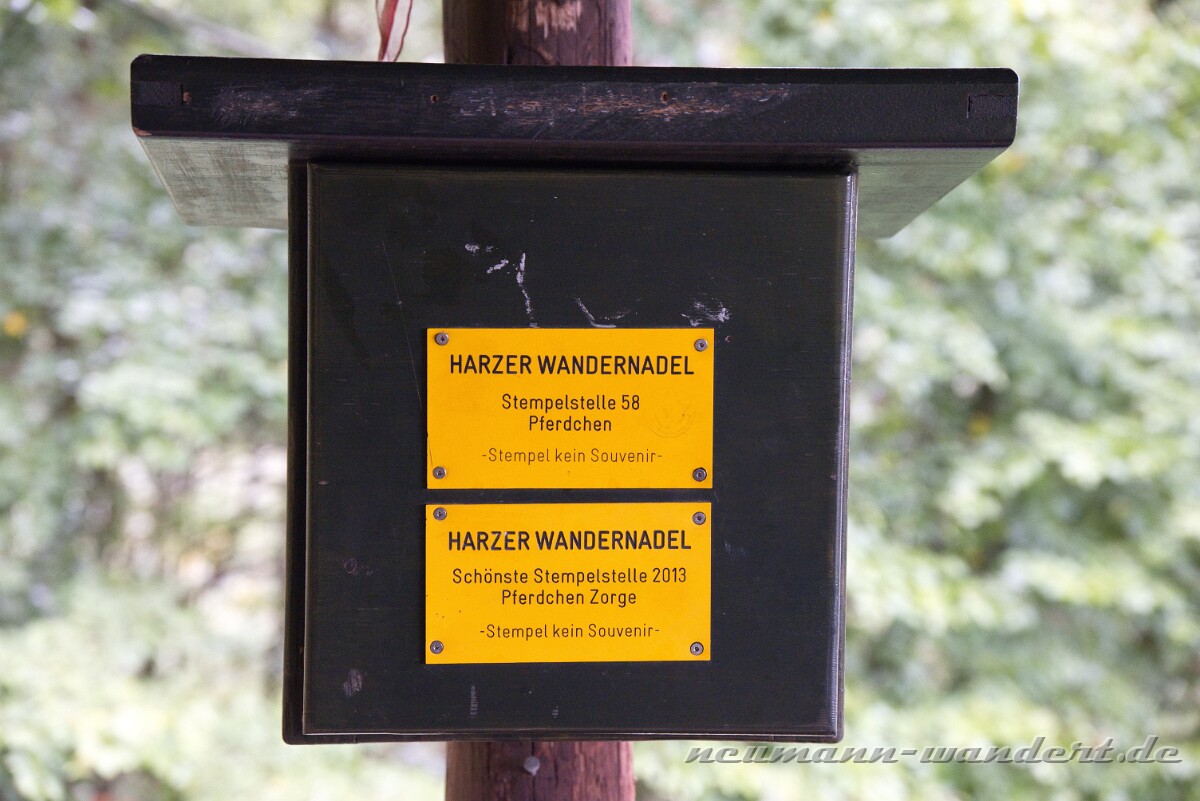 HARZER WANDERNADEL
Stempelstelle 58
Pferdchen
-Stempel kein Souvenir-
HARZER WANDERNADEL
Schönste Stempelstelle 2013
Pferdchen Zorge
-Stempel kein Souvenir-
neumann-wandert.de